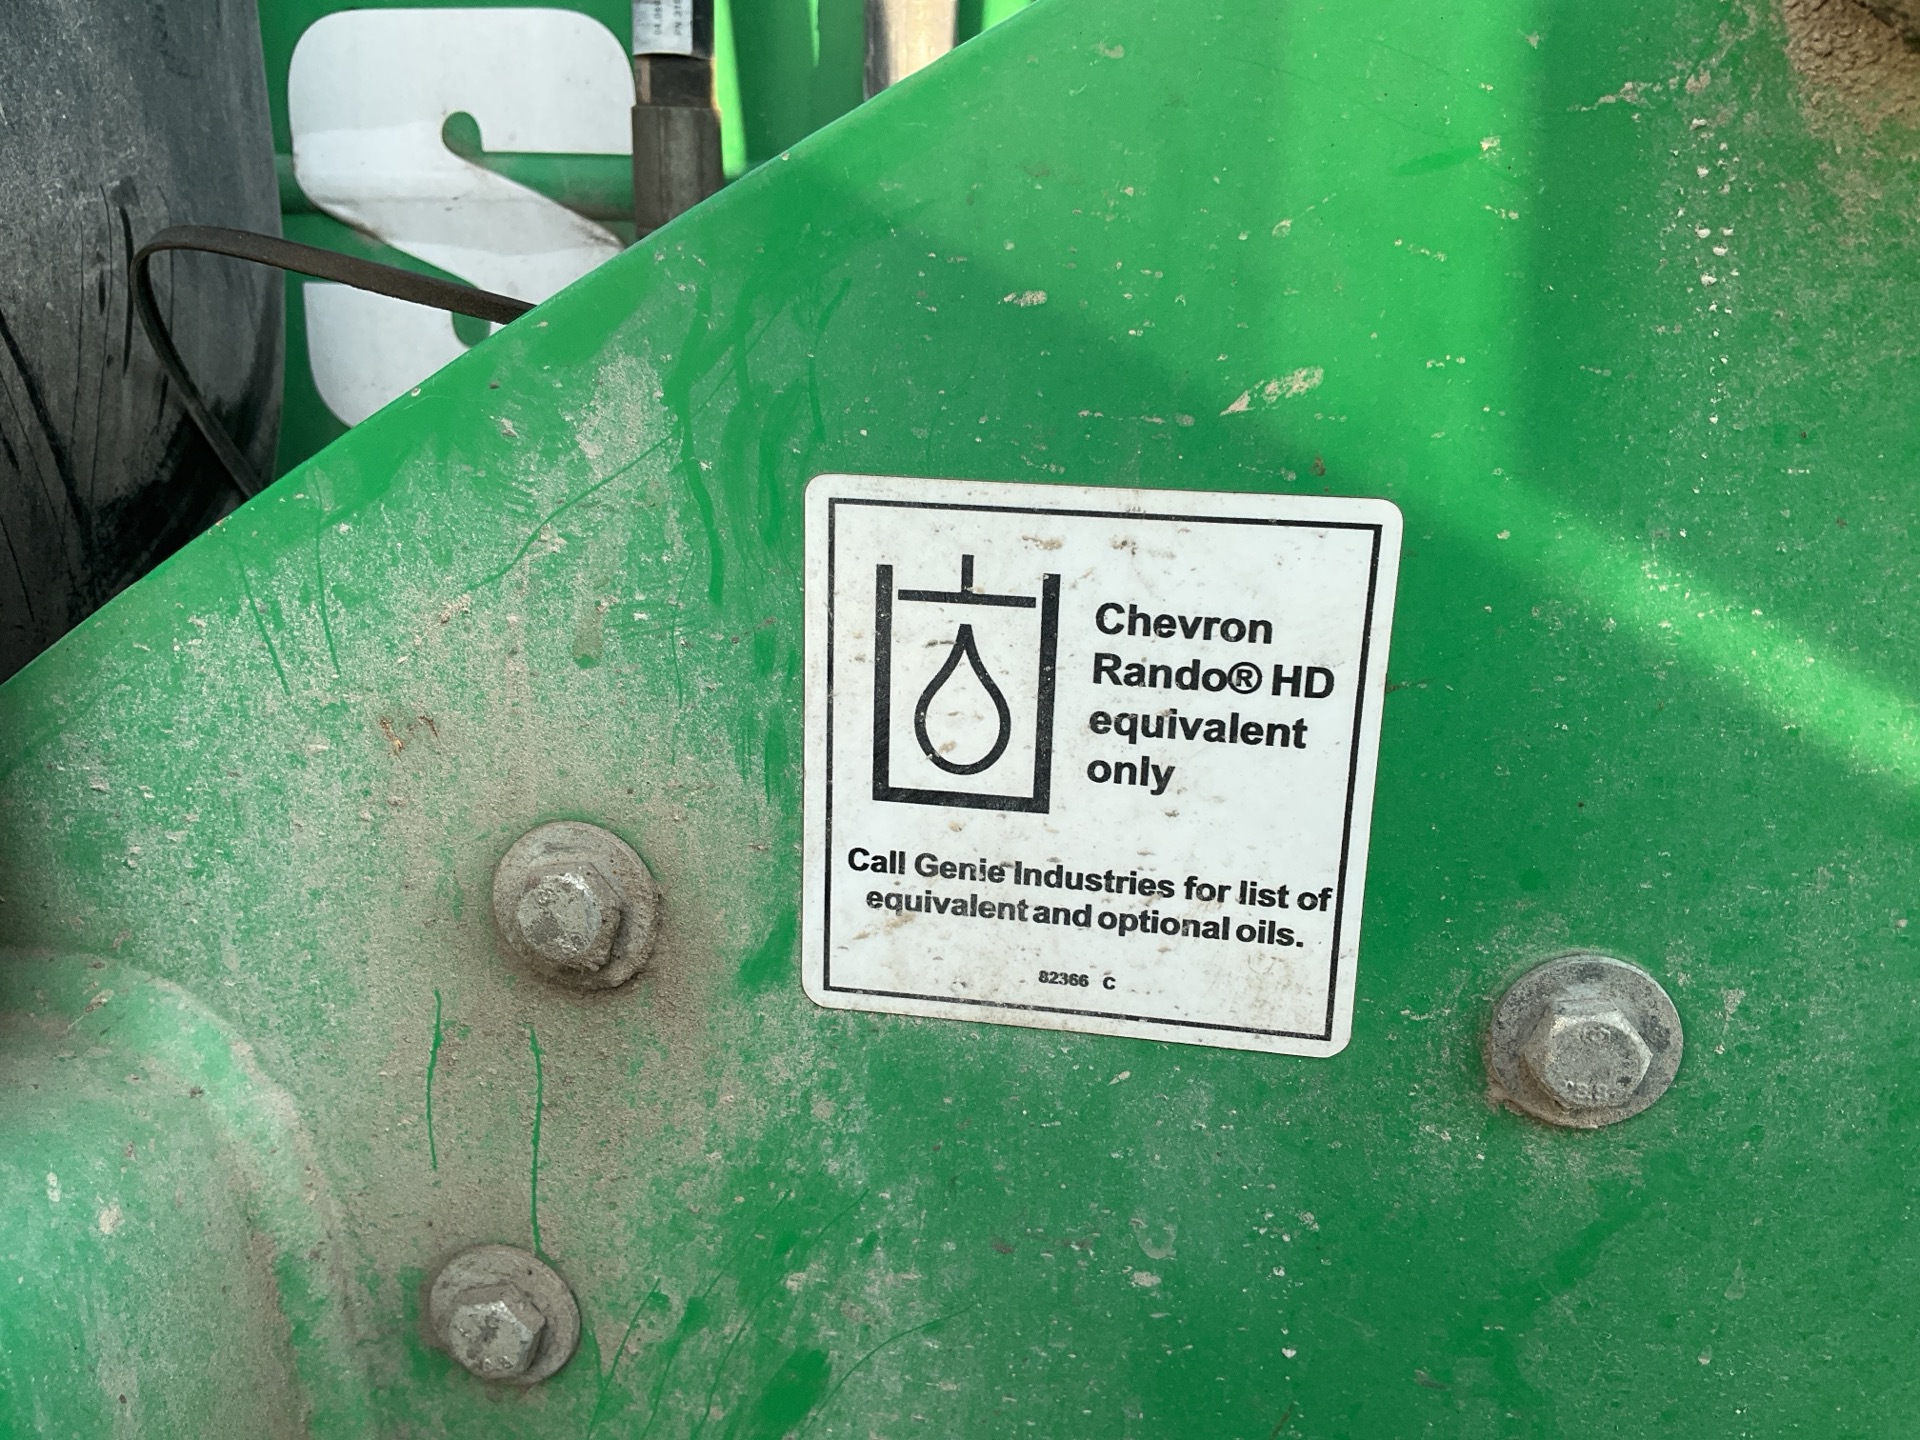 S
Chevron
Rando® HD
equivalent
only
Call Genie Industries for list of
equivalent and optional oils.
82366 C